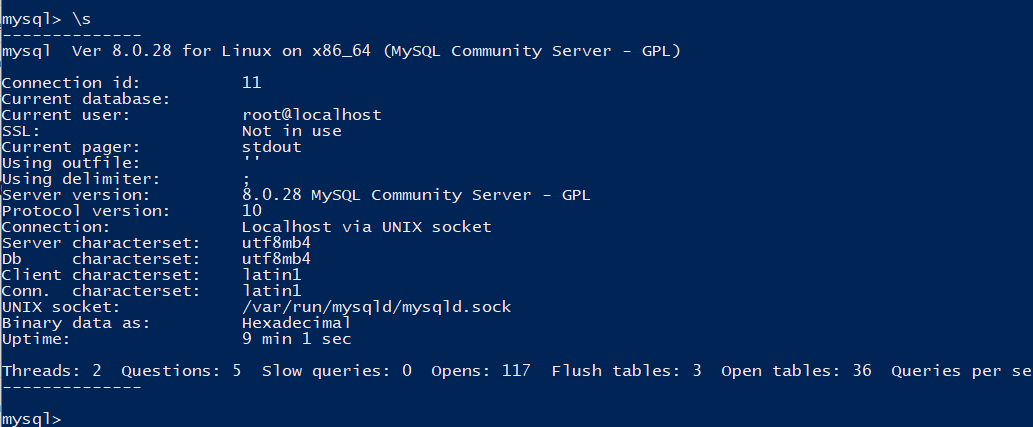 mysql> \s
--------------
mysql  Ver 8.0.28 for Linux on x86_64 (MySQL Community Server - GPL)
Connection id:          11
Current database:
Current user:           root@localhost
SSL:                    Not in use
Current pager:          stdout
Using outfile:          ''
Using delimiter:        ;
Server version:         8.0.28 MySQL Community Server - GPL
Protocol version:       10
Connection:             Localhost via UNIX socket
Server characterset:    utf8mb4
Db     characterset:    utf8mb4
Client characterset:    latin1
Conn.  characterset:    latin1
UNIX socket:            /var/run/mysqld/mysqld.sock
Binary data as:         Hexadecimal
Uptime:                 9 min 1 sec
Threads: 2  Questions: 5  Slow queries: 0  Opens: 117  Flush tables: 3  Open tables: 36  Queries per se
--------------
mysql>